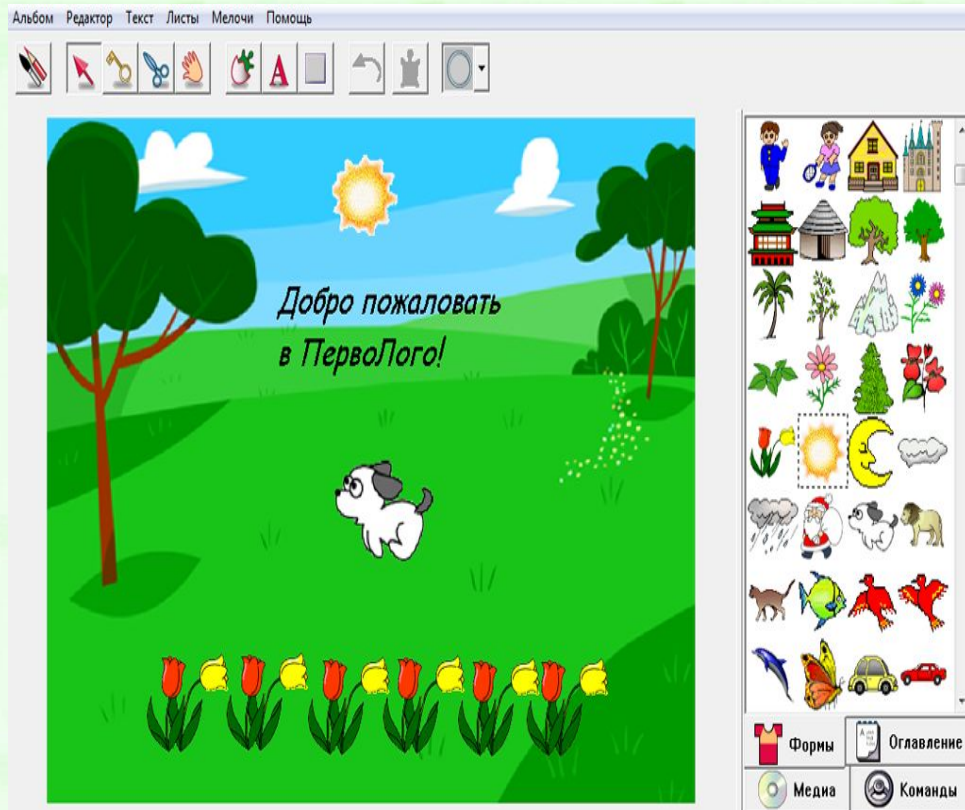 Альбом Редактор Текст Листы Мелочи Помощь
А
Добро пожаловать
в ПервоЛого!
Формы
Оглавление
Медиа
Команды